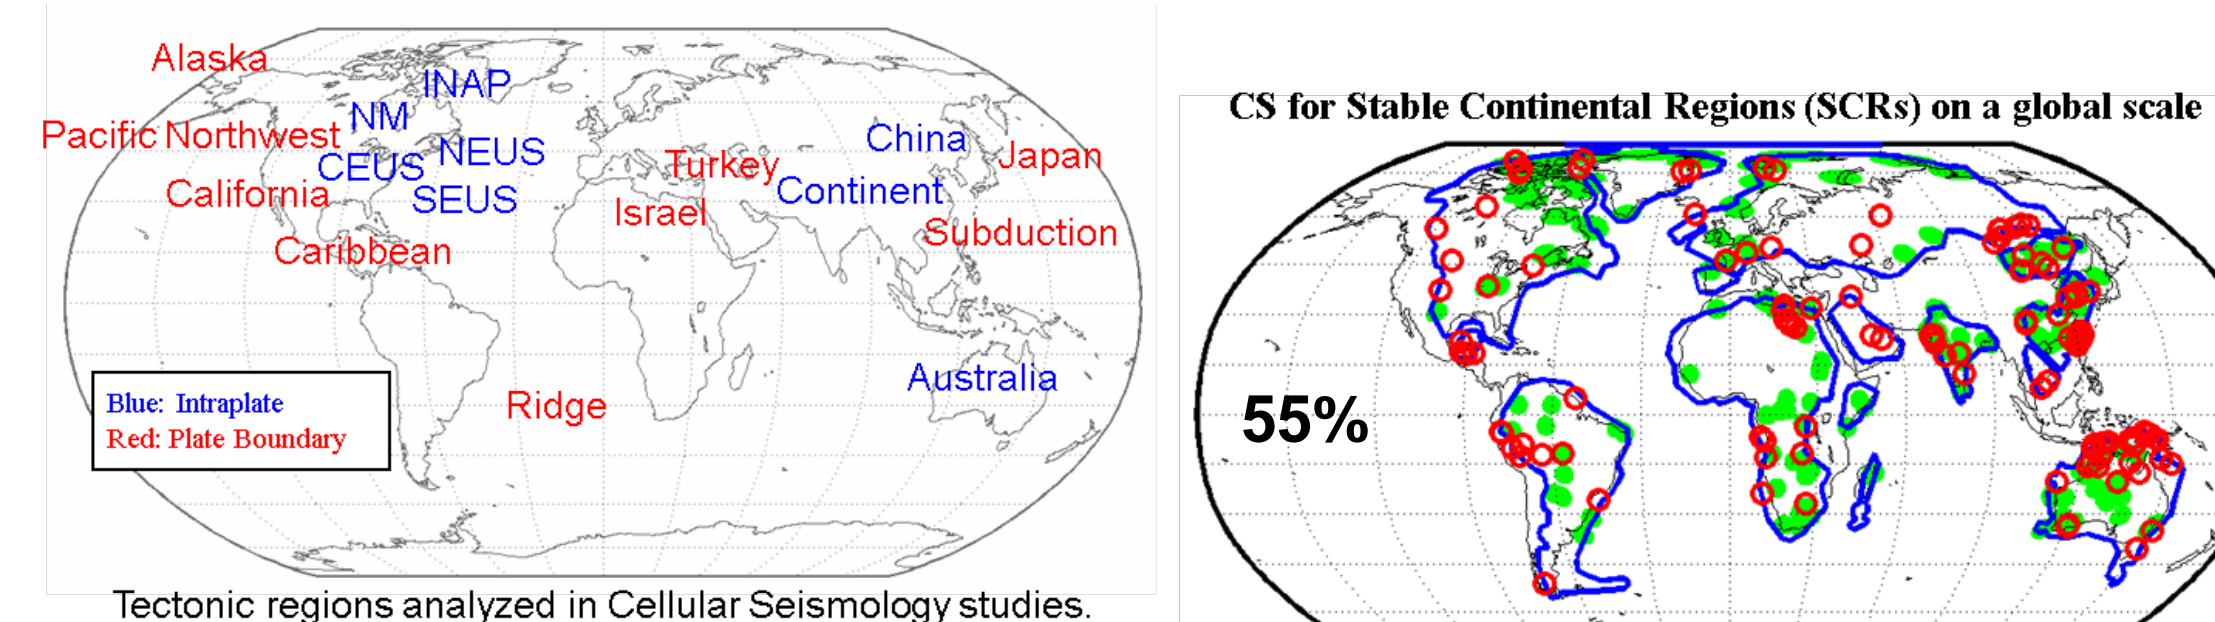 Alaska
INAP
NM
Pacific Northwest
CEUS
NEUS
China
Japan
Turkey
California
SEUS
Continent
Israel
Subduction
Caribbean
Australia
Ridge
Blue: Intraplate
Red: Plate Boundary
Tectonic regions analyzed in Cellular Seismology studies.
CS for Stable Continental Regions (SCRs) on a global scale
55%